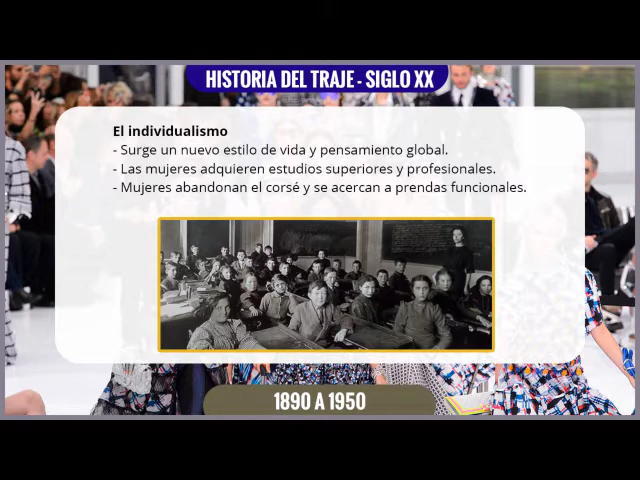 HISTORIA DEL TRAJE - SIGLO XX
El individualismo
- Surge un nuevo estilo de vida y pensamiento global.
- Las mujeres adquieren estudios superiores y profesionales.
- Mujeres abandonan el corsé y se acercan a prendas funcionales.
1890 A 1950